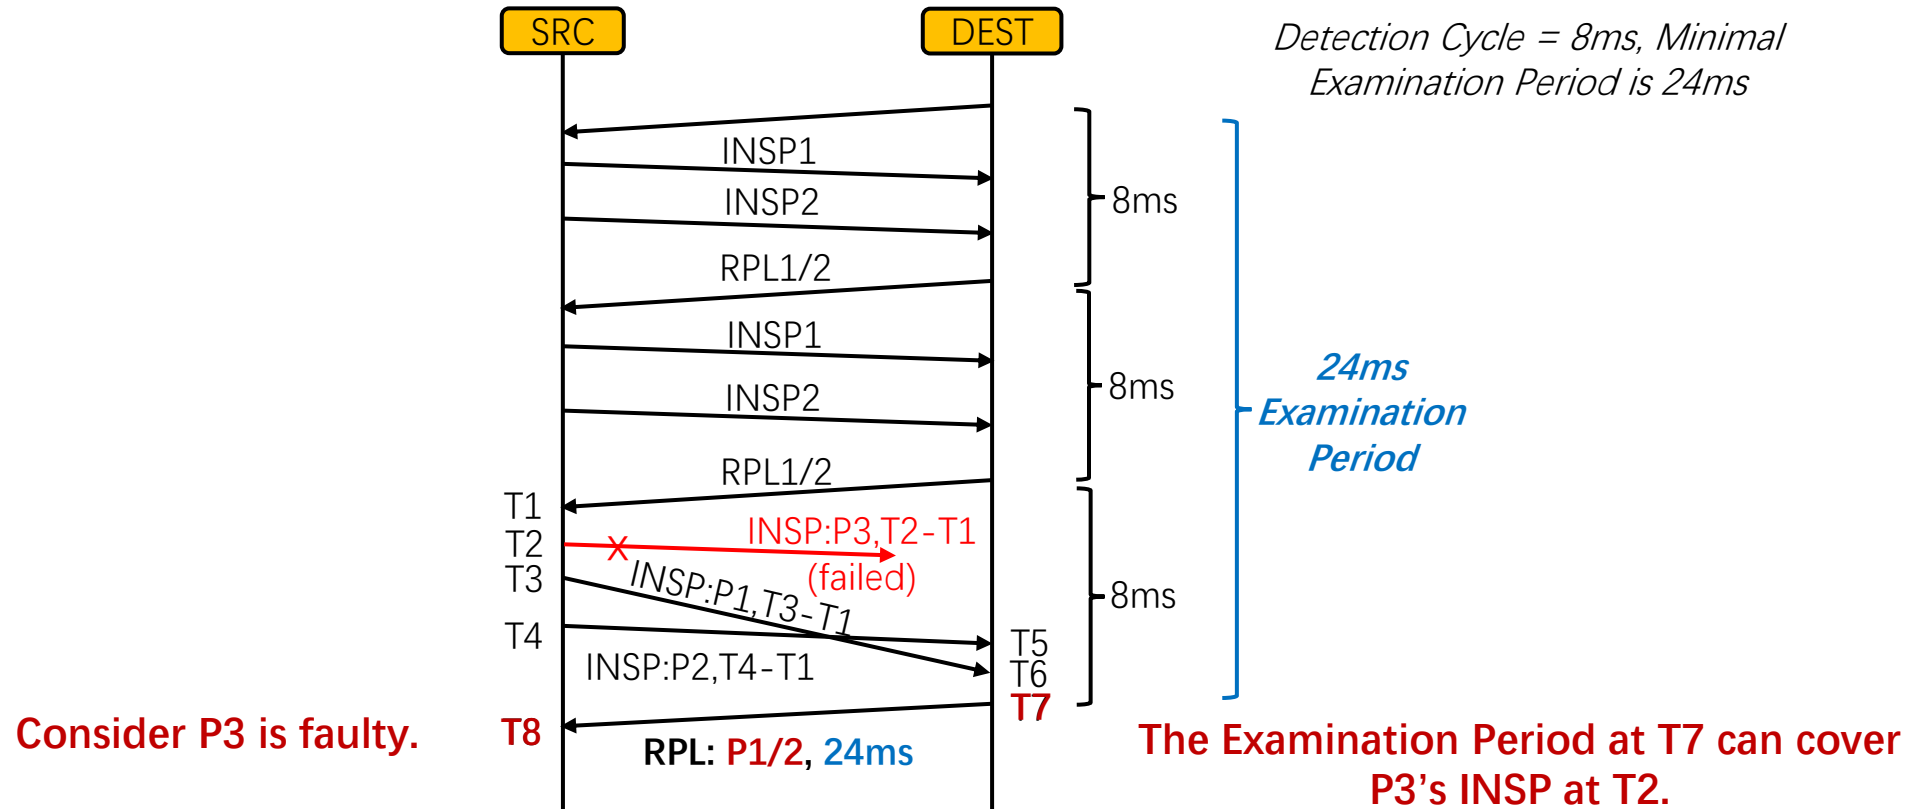 SRC
DEST
Detection Cycle = 8ms, Minimal
Examination Period is 24ms
INSP1
INSP2
8ms
RPL1/2
INSP1
INSP2
8ms
24ms
Examination
Period
RPL1/2
T1
T2
INSP:P3,T2-T1
X
(failed)
T3
INSP:P1,T3-T1
8ms
T4
T5
INSP:P2,T4-T1
T6
T7
Consider P3 is faulty.
T8
RPL: P1/2, 24ms
The Examination Period at T7 can cover
P3's INSP at T2.